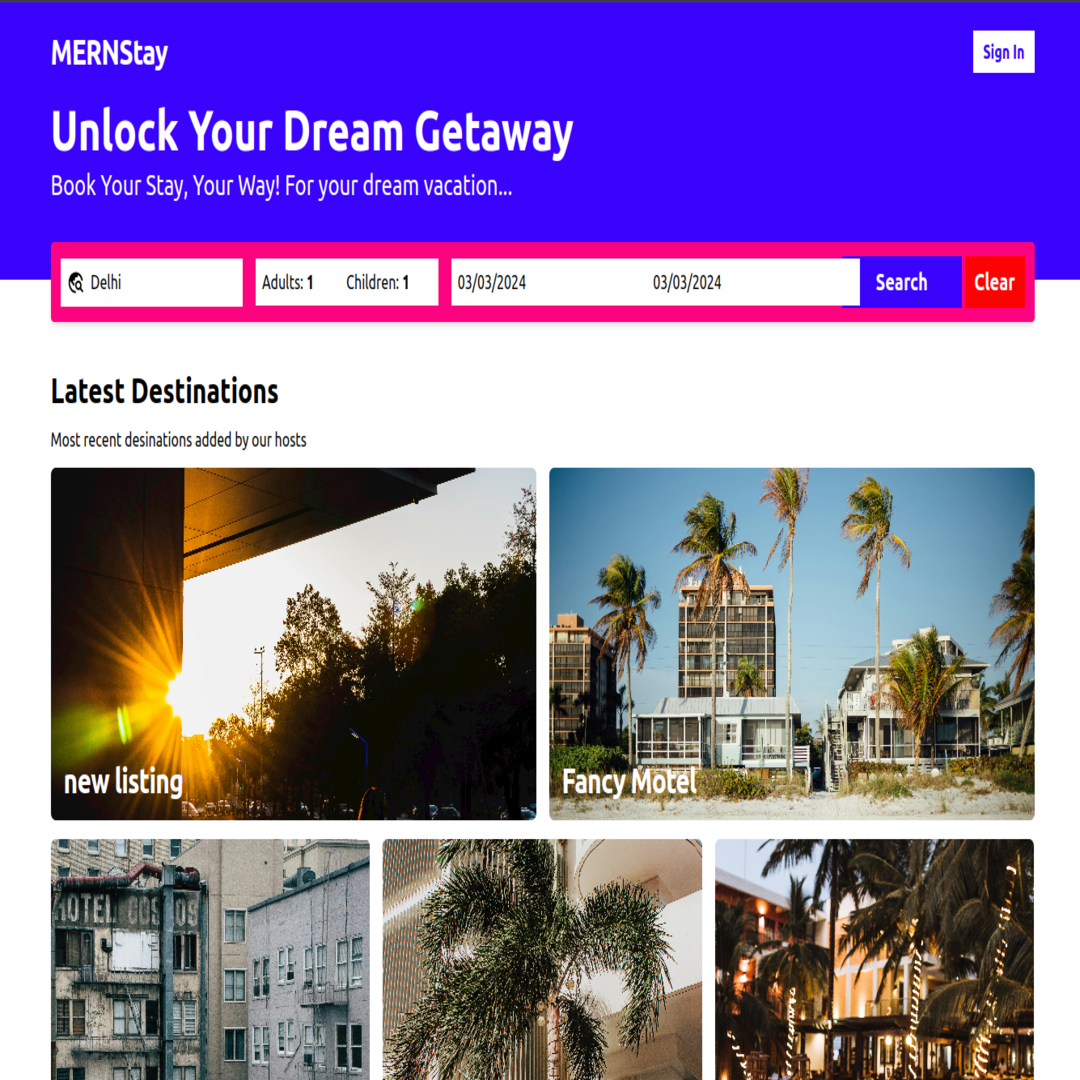 MERNStay
Sign In
Unlock Your Dream Getaway
Book Your Stay, Your Way! For your dream vacation...
Delhi
Adults: 1
Children: 1
03/03/2024
03/03/2024
Search
Clear
Latest Destinations
Most recent desinations added by our hosts
new listing
Fancy Motel